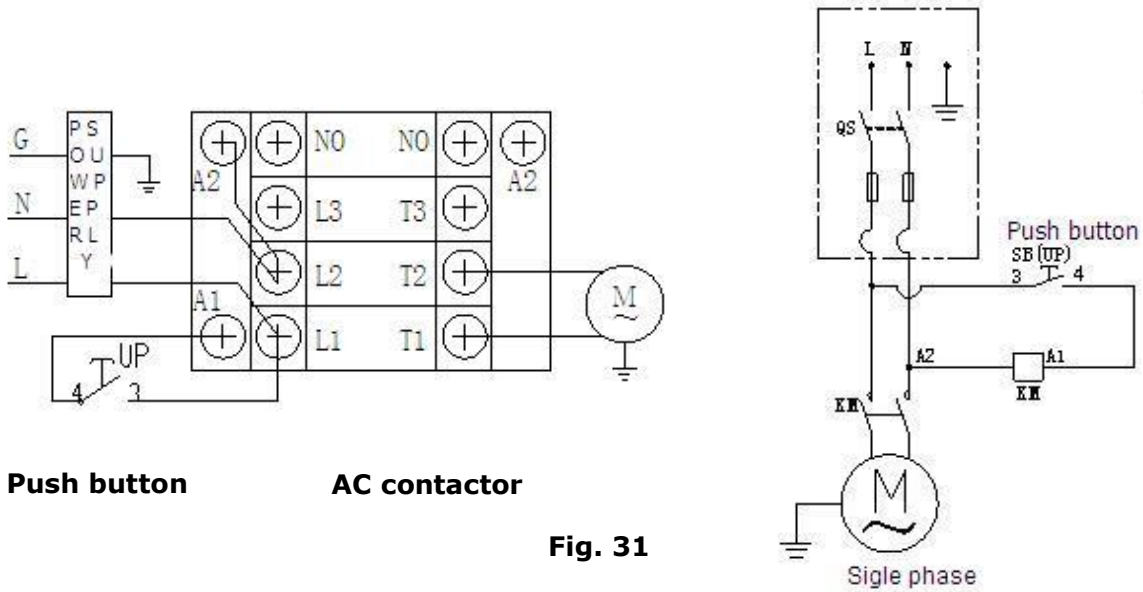 G
N
L
P S
O U
W P
E P
R L
Y
A2
NO NO
A2
L3 T3
L2 T2
A1
L1 T1
M
UP
4 3
Push button
AC contactor
Fig. 31
L N
QS
Push button
SB(UP)
3 4
A2
A1
KM
KM
M
Sigle phase